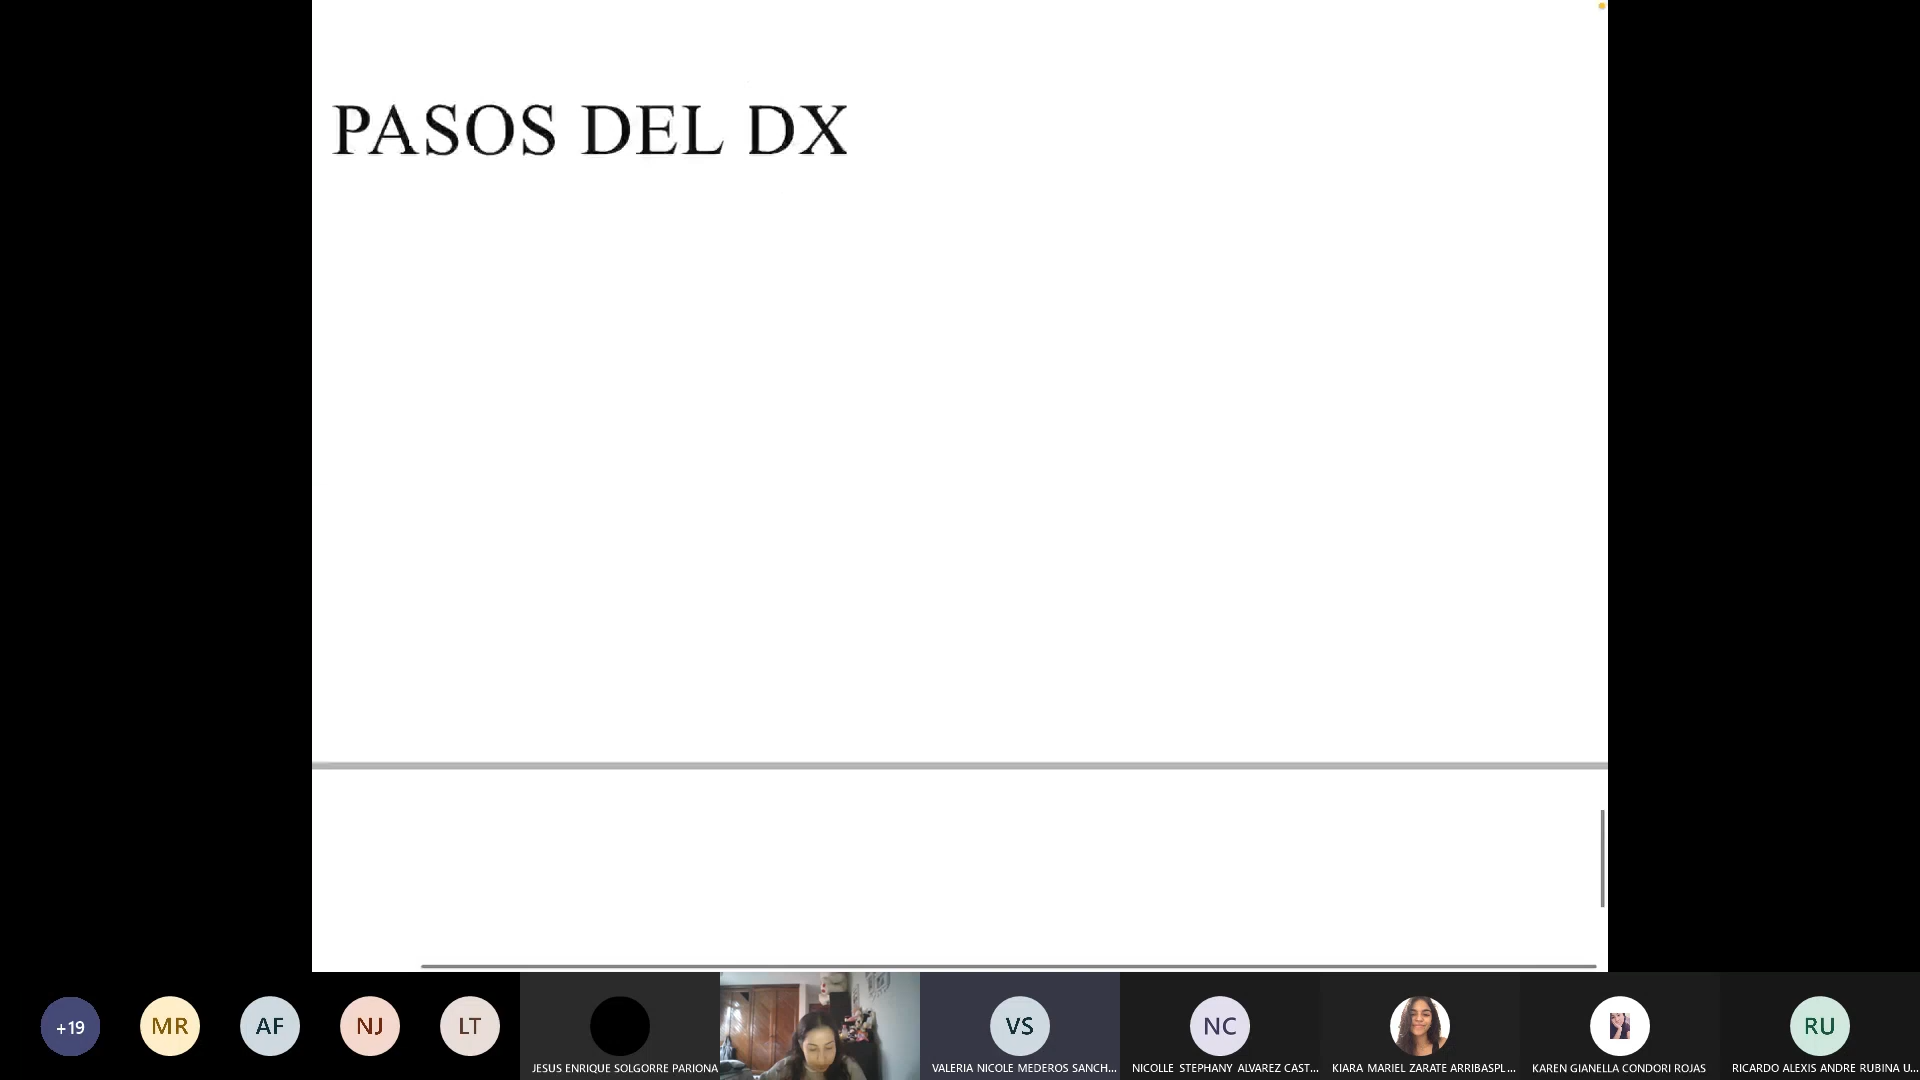 PASOS DEL DX
+19
MR
AF
NJ
LT
JESUS ENRIQUE SOLGORRE PARIONA
VS
VALERIA NICOLE MEDEROS SANCH...
NC
NICOLLE STEPHANY ALVAREZ CAST...
KIARA MARIEL ZARATE ARRIBASPL...
KAREN GIANELLA CONDORI ROJAS
RU
RICARDO ALEXIS ANDRE RUBINA U...